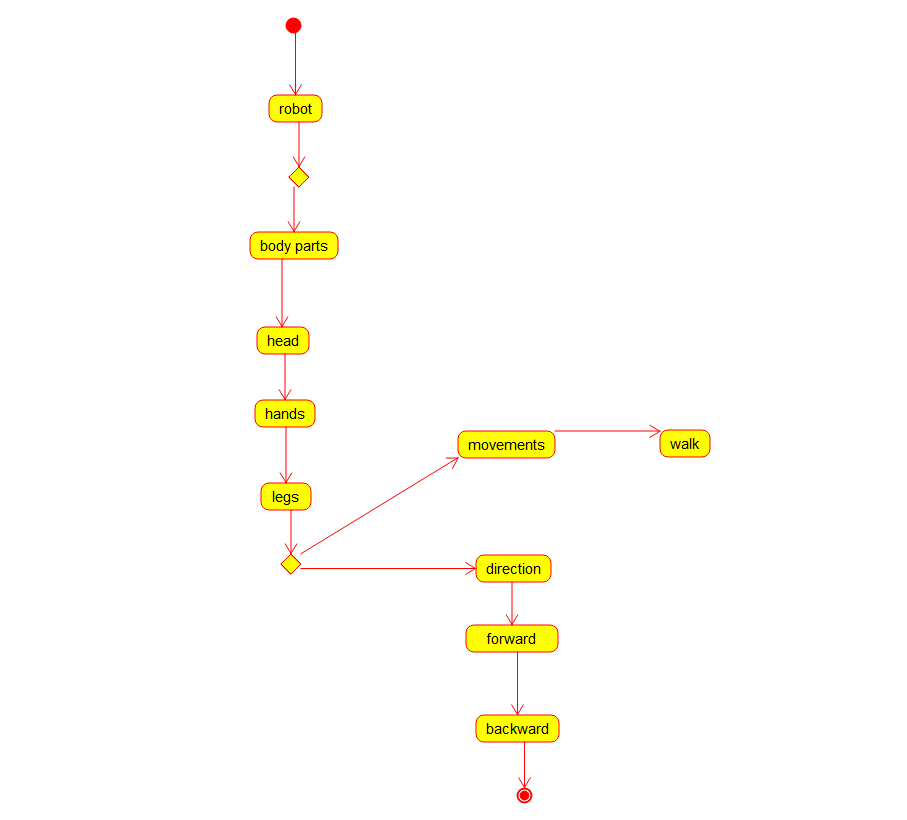 robot
body parts
head
hands
movements
walk
legs
direction
forward
backward